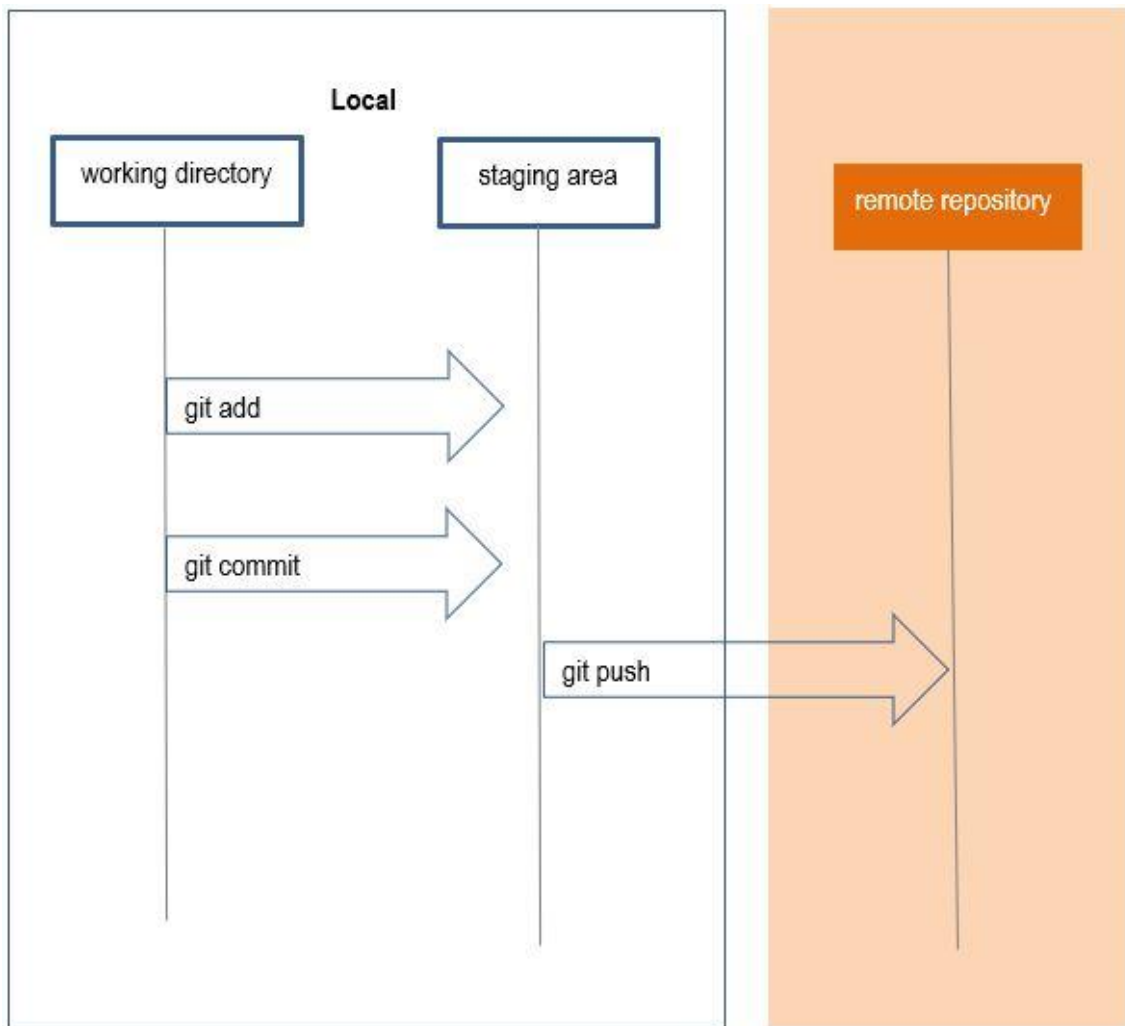 Local
working directory
staging area
remote repository
git add
git commit
git push